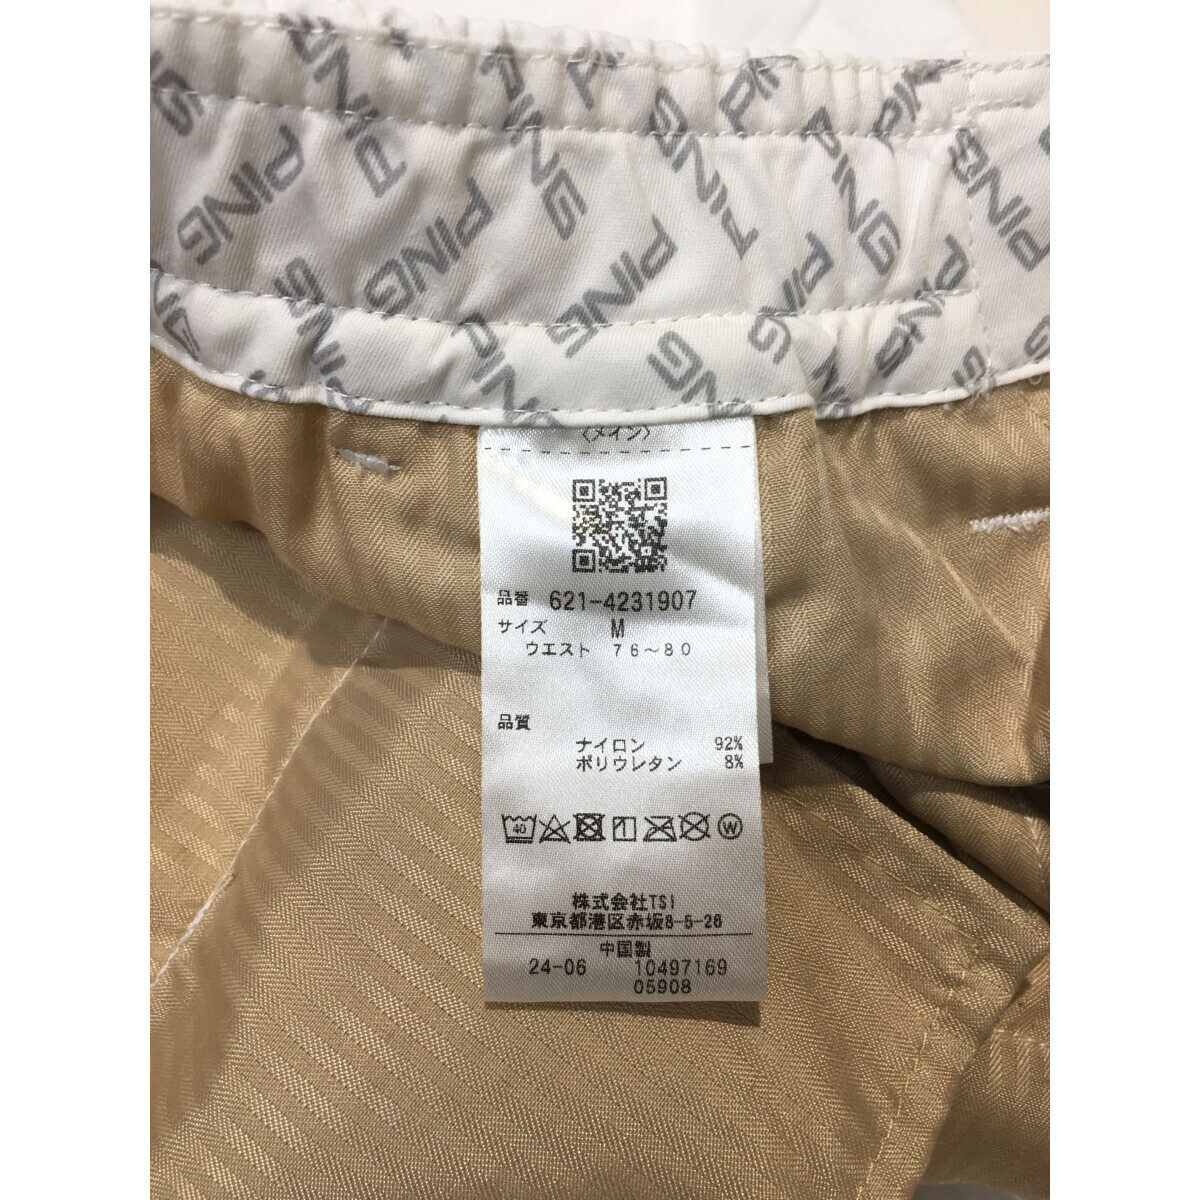 PING PING PING PING PING PING
〈メイン〉
品番 621-4231907
サイズ M
ウエスト 76～80
品質
ナイロン 92%
ポリウレタン 8%
40 W
株式会社TSI
東京都港区赤坂8-5-26
中国製
24-06 10497169
05908